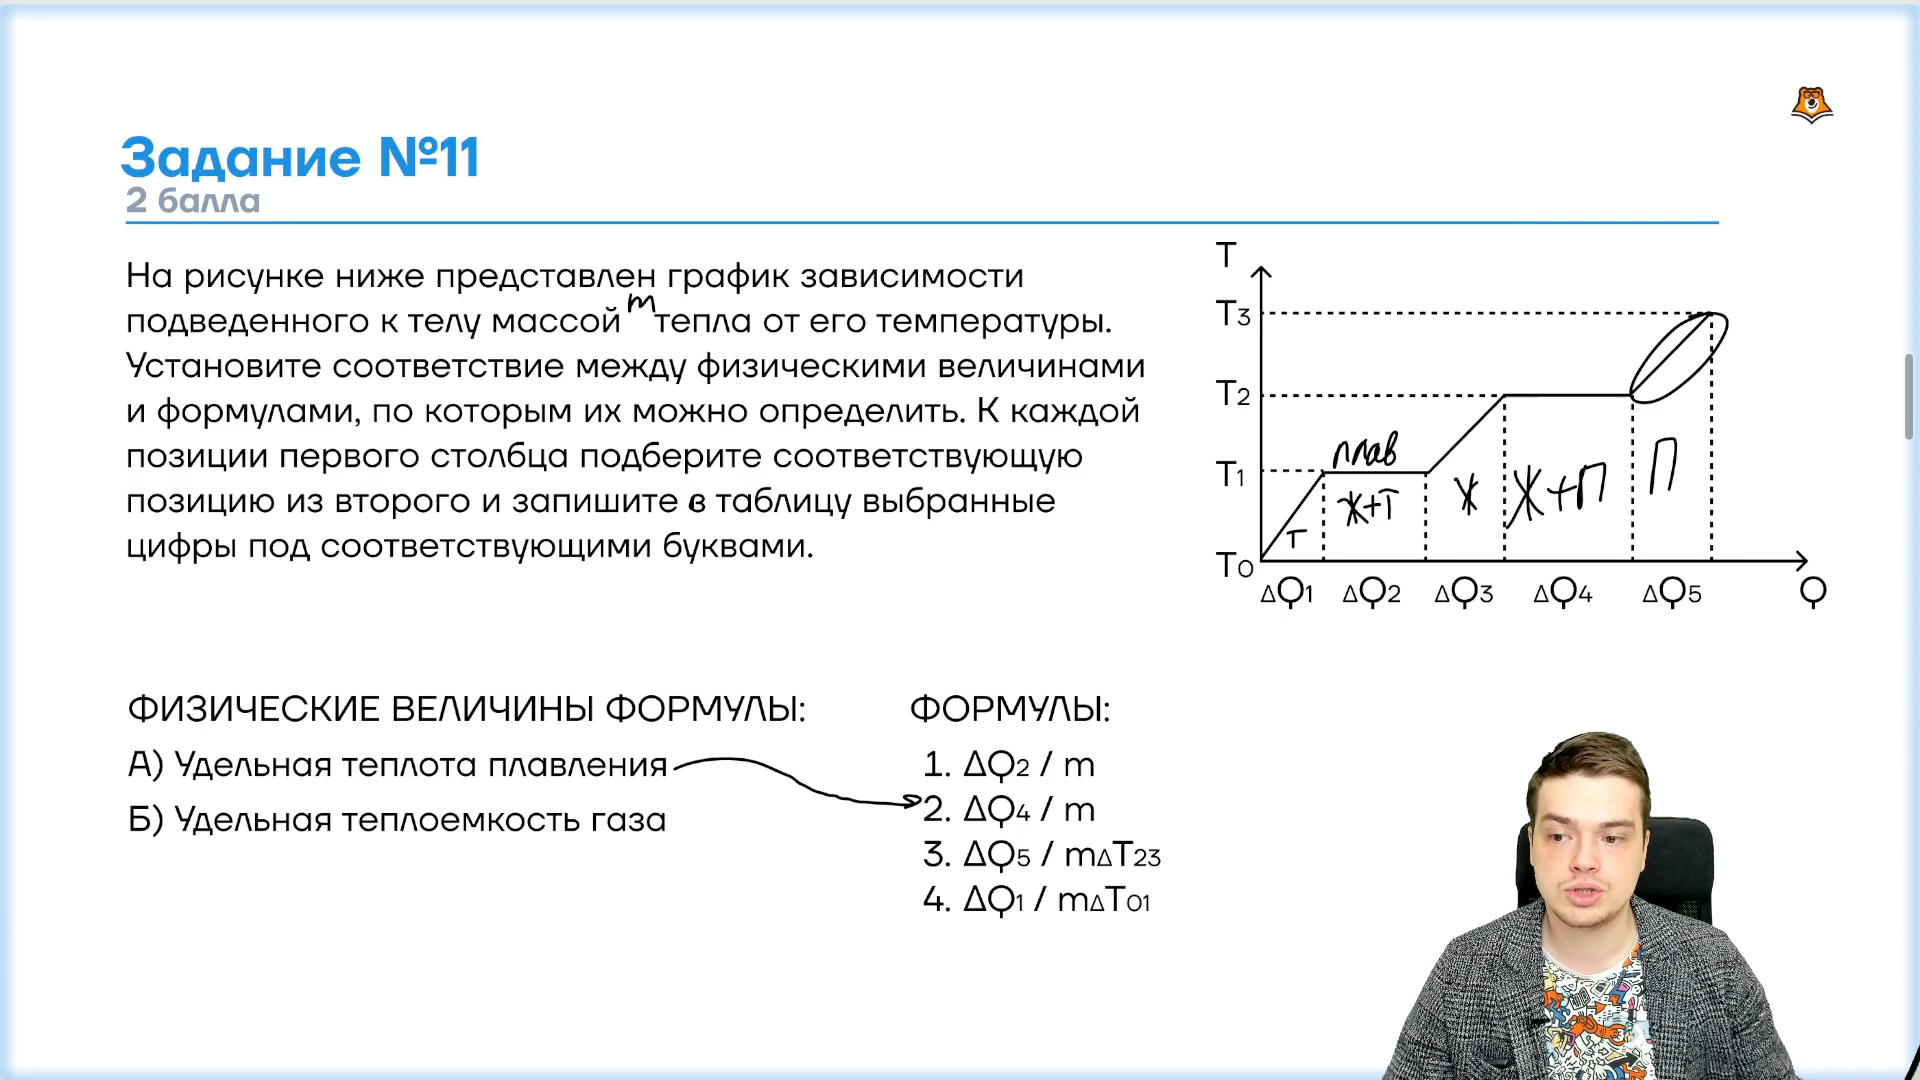 Задание №11
2 балла
На рисунке ниже представлен график зависимости
подведенного к телу массой m тепла от его температуры.
Установите соответствие между физическими величинами
и формулами, по которым их можно определить. К каждой
позиции первого столбца подберите соответствующую
позицию из второго и запишите в таблицу выбранные
цифры под соответствующими буквами.
T
T3
T2
T1
T0
плав
Т
Ж+Т
Ж
Ж+П
П
ΔQ1 ΔQ2 ΔQ3 ΔQ4 ΔQ5 Q
ФИЗИЧЕСКИЕ ВЕЛИЧИНЫ ФОРМУЛЫ:
А) Удельная теплота плавления
Б) Удельная теплоемкость газа
ФОРМУЛЫ:
1. ΔQ2 / m
2. ΔQ4 / m
3. ΔQ5 / mΔT23
4. ΔQ1 / mΔT01